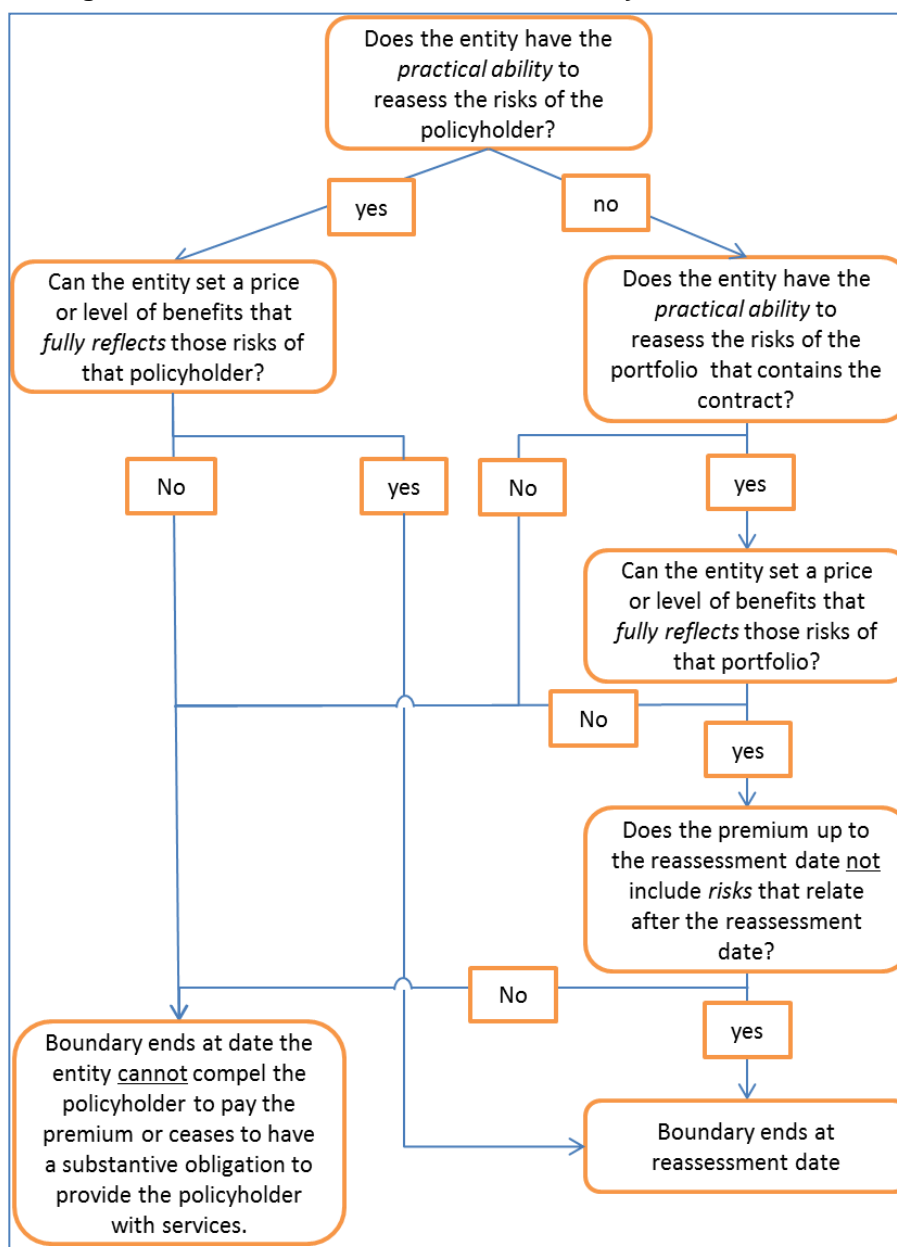 Does the entity have the
practical ability to
reasess the risks of the
policyholder?
yes
no
Can the entity set a price
or level of benefits that
fully reflects those risks of
that policyholder?
Does the entity have the
practical ability to
reasess the risks of the
portfolio that contains the
contract?
No
yes
No
yes
Can the entity set a price
or level of benefits that
fully reflects those risks of
that portfolio?
No
yes
Does the premium up to
the reassessment date not
include risks that relate
after the reassessment
date?
No
yes
Boundary ends at date the
entity cannot compel the
policyholder to pay the
premium or ceases to have
a substantive obligation to
provide the policyholder
with services.
Boundary ends at
reassessment date